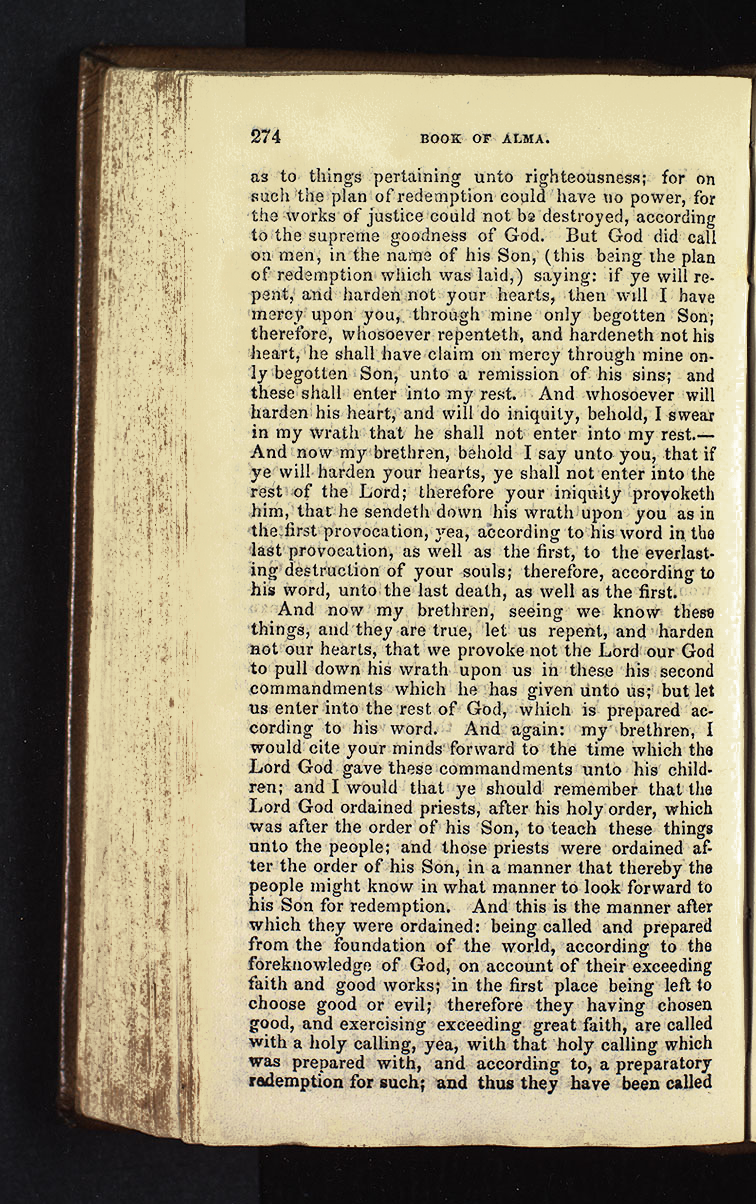 274 BOOK OF ALMA.
as to things pertaining unto righteousness; for on
such the plan of redemption could have no power, for
the works of justice could not be destroyed, according
to the supreme goodness of God. But God did call
on men, in the name of his Son, (this being the plan
of redemption which was laid,) saying: if ye will re-
pent, and harden not your hearts, then will I have
mercy upon you, through mine only begotten Son;
therefore, whosoever repenteth, and hardeneth not his
heart, he shall have claim on mercy through mine on-
ly begotten Son, unto a remission of his sins; and
these shall enter into my rest. And whosoever will
harden his heart, and will do iniquity, behold, I swear
in my wrath that he shall not enter into my rest.—
And now my brethren, behold I say unto you, that if
ye will harden your hearts, ye shall not enter into the
rest of the Lord; therefore your iniquity provoketh
him, that he sendeth down his wrath upon you as in
the first provocation, yea, according to his word in the
last provocation, as well as the first, to the everlast-
ing destruction of your souls; therefore, according to
his word, unto the last death, as well as the first.
And now my brethren, seeing we know these
things, and they are true, let us repent, and harden
not our hearts, that we provoke not the Lord our God
to pull down his wrath upon us in these his second
commandments which he has given unto us; but let
us enter into the rest of God, which is prepared ac-
cording to his word. And again: my brethren, I
would cite your minds forward to the time which the
Lord God gave these commandments unto his child-
ren; and I would that ye should remember that the
Lord God ordained priests, after his holy order, which
was after the order of his Son, to teach these things
unto the people; and those priests were ordained af-
ter the order of his Son, in a manner that thereby the
people might know in what manner to look forward to
his Son for redemption. And this is the manner after
which they were ordained: being called and prepared
from the foundation of the world, according to the
foreknowledge of God, on account of their exceeding
faith and good works; in the first place being left to
choose good or evil; therefore they having chosen
good, and exercising exceeding great faith, are called
with a holy calling, yea, with that holy calling which
was prepared with, and according to, a preparatory
redemption for such; and thus they have been called